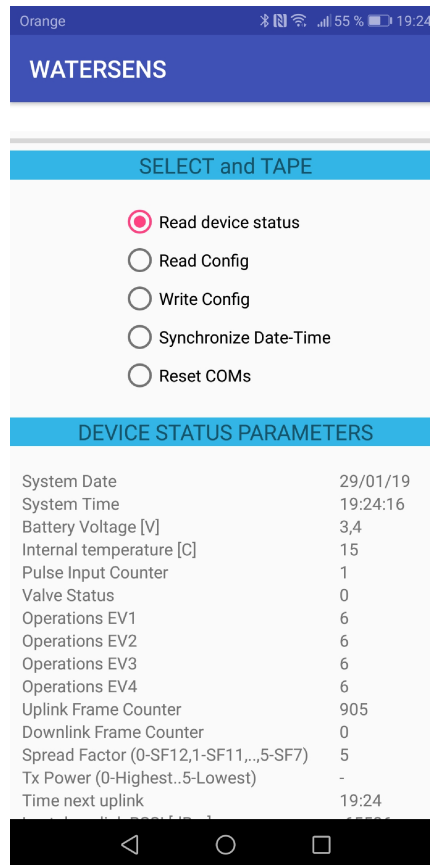 Orange 55 % 19:24
WATERSENS
SELECT and TAPE
Read device status
Read Config
Write Config
Synchronize Date-Time
Reset COMs
DEVICE STATUS PARAMETERS
System Date 29/01/19
System Time 19:24:16
Battery Voltage [V] 3,4
Internal temperature [C] 15
Pulse Input Counter 1
Valve Status 0
Operations EV1 6
Operations EV2 6
Operations EV3 6
Operations EV4 6
Uplink Frame Counter 905
Downlink Frame Counter 0
Spread Factor (0-SF12,1-SF11,..,5-SF7) 5
Tx Power (0-Highest..5-Lowest) -
Time next uplink 19:24